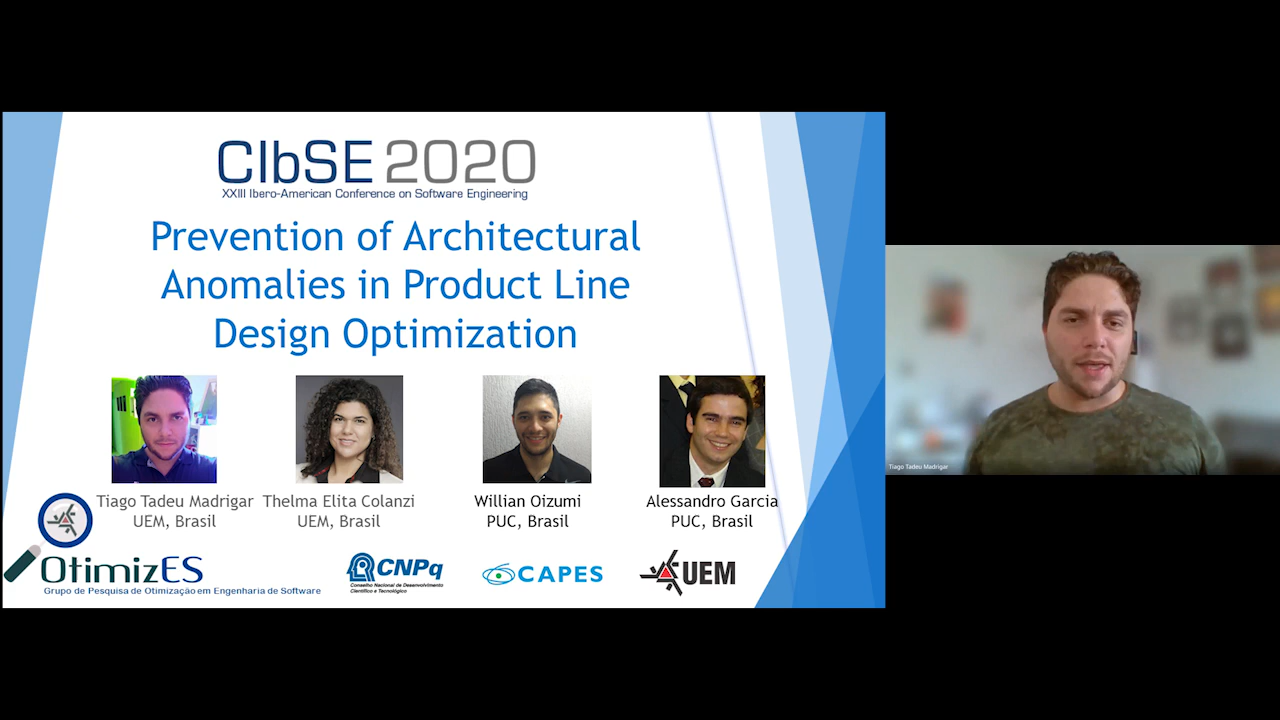 CIbSE 2020
XXIII Ibero-American Conference on Software Engineering
Prevention of Architectural
Anomalies in Product Line
Design Optimization
Tiago Tadeu Madrigar
UEM, Brasil
Thelma Elita Colanzi
UEM, Brasil
Willian Oizumi
PUC, Brasil
Alessandro Garcia
PUC, Brasil
OtimizES
Grupo de Pesquisa de Otimização em Engenharia de Software
CNPq
Conselho Nacional de Desenvolvimento
Científico e Tecnológico
CAPES
UEM
Tiago Tadeu Madrigar